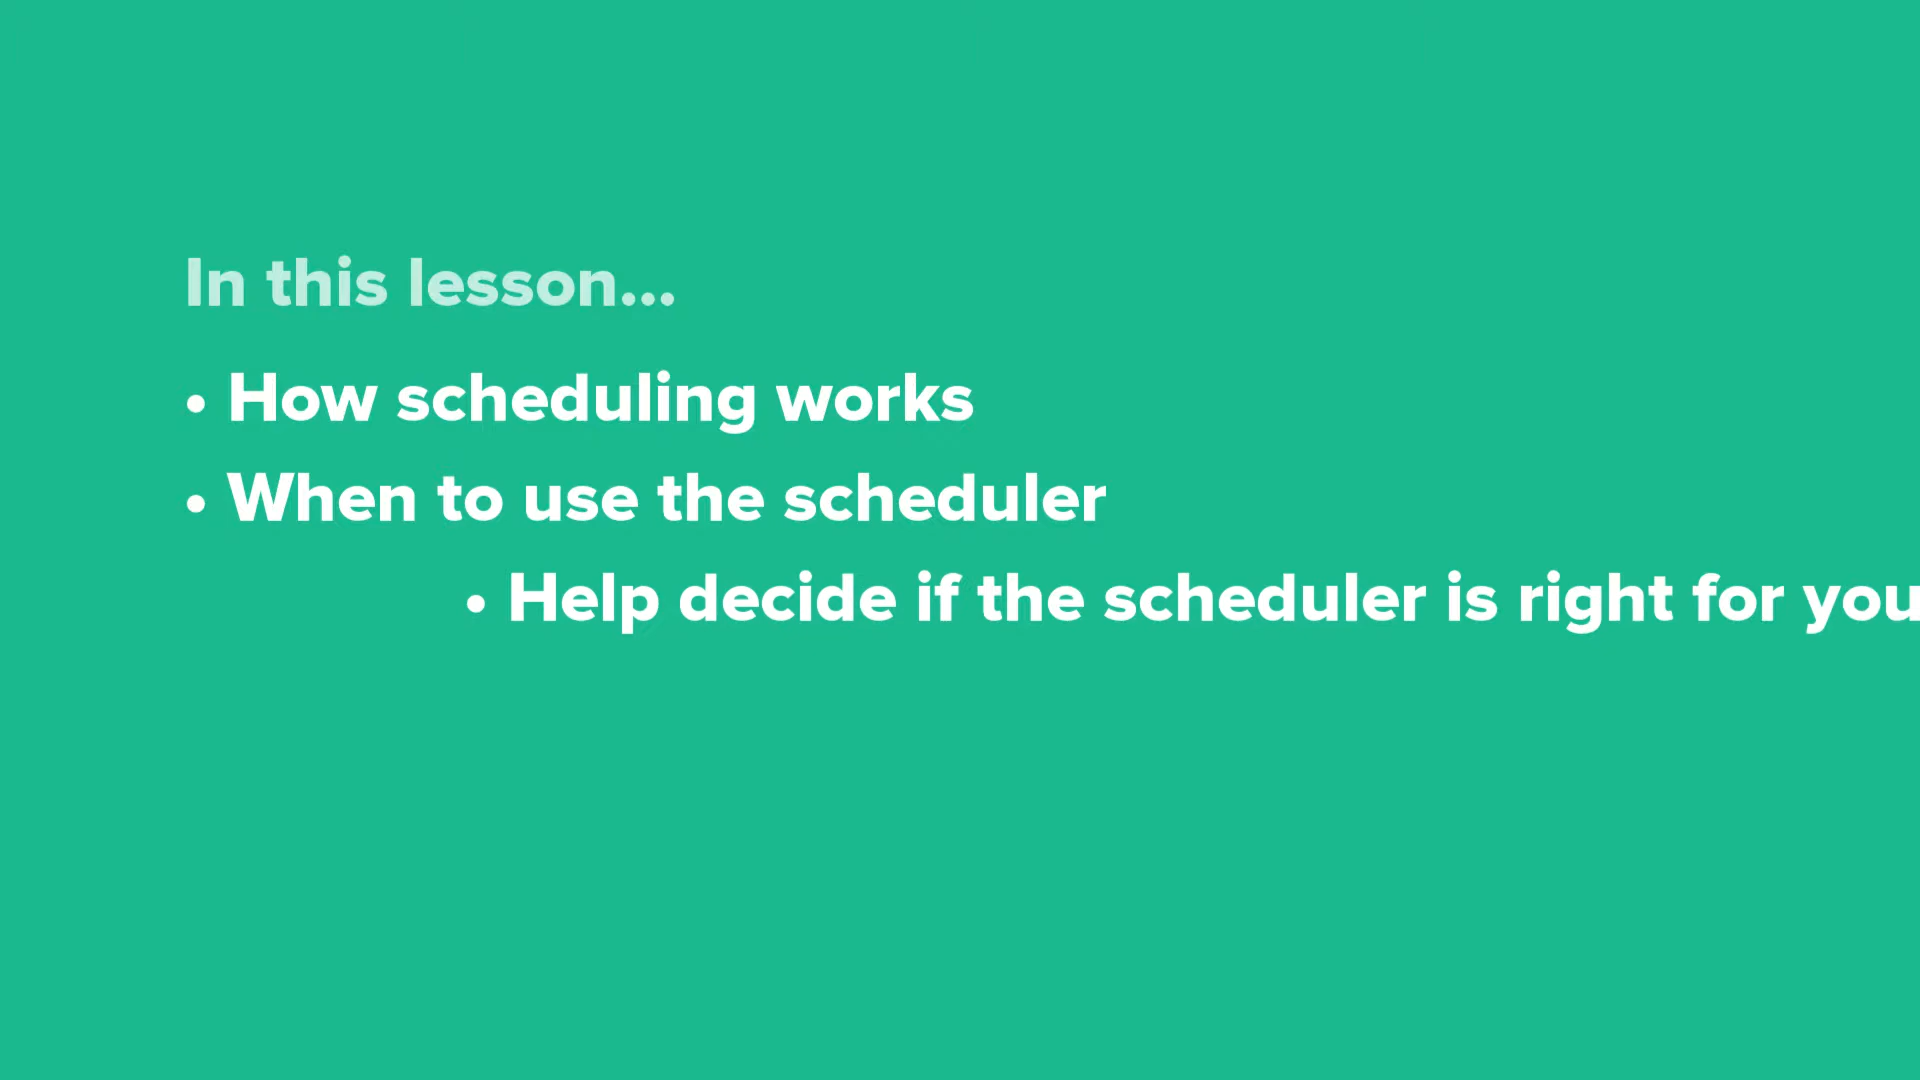 In this lesson...
• How scheduling works
• When to use the scheduler
• Help decide if the scheduler is right for you